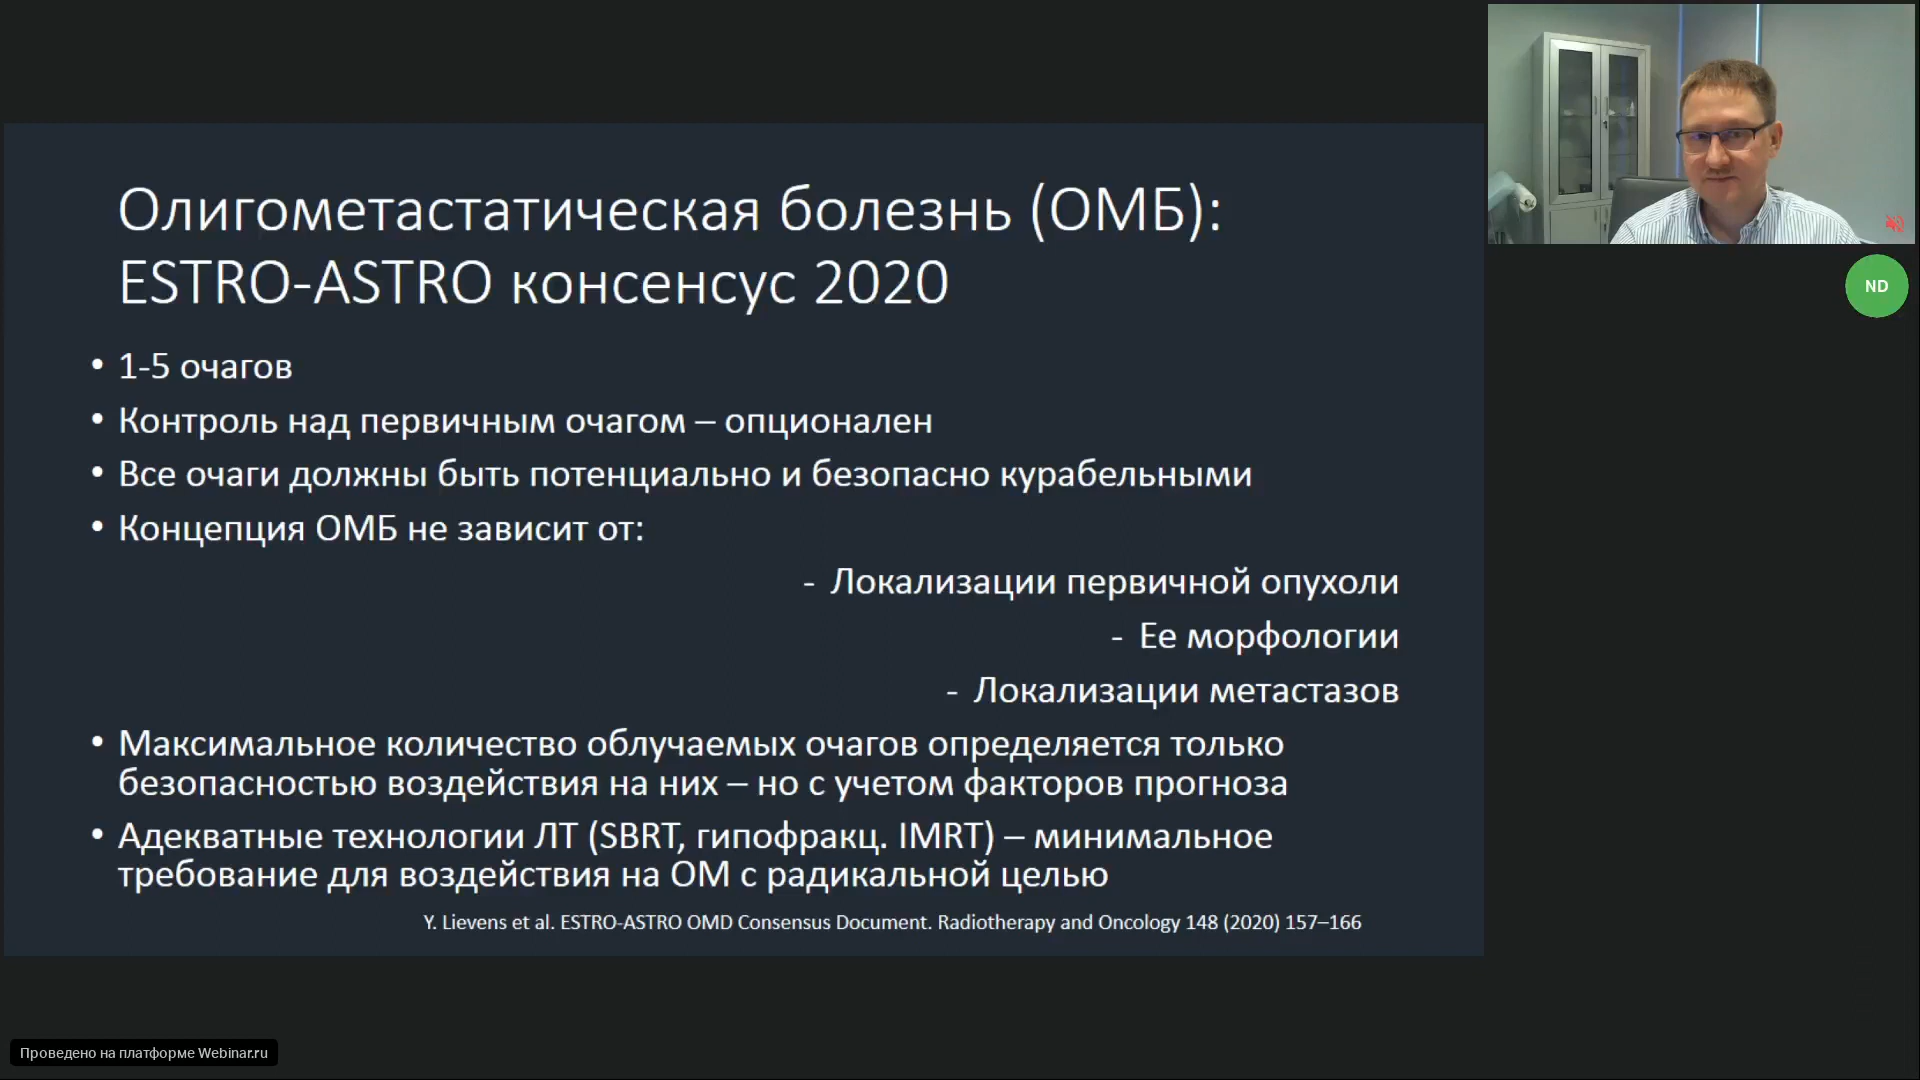 Олигометастатическая болезнь (ОМБ):
ESTRO-ASTRO консенсус 2020
• 1-5 очагов
• Контроль над первичным очагом – опционален
• Все очаги должны быть потенциально и безопасно курабельными
• Концепция ОМБ не зависит от:
- Локализации первичной опухоли
- Ее морфологии
- Локализации метастазов
• Максимальное количество облучаемых очагов определяется только
безопасностью воздействия на них – но с учетом факторов прогноза
• Адекватные технологии ЛТ (SBRT, гипофракц. IMRT) – минимальное
требование для воздействия на ОМ с радикальной целью
Y. Lievens et al. ESTRO-ASTRO OMD Consensus Document. Radiotherapy and Oncology 148 (2020) 157–166
ND
Проведено на платформе Webinar.ru